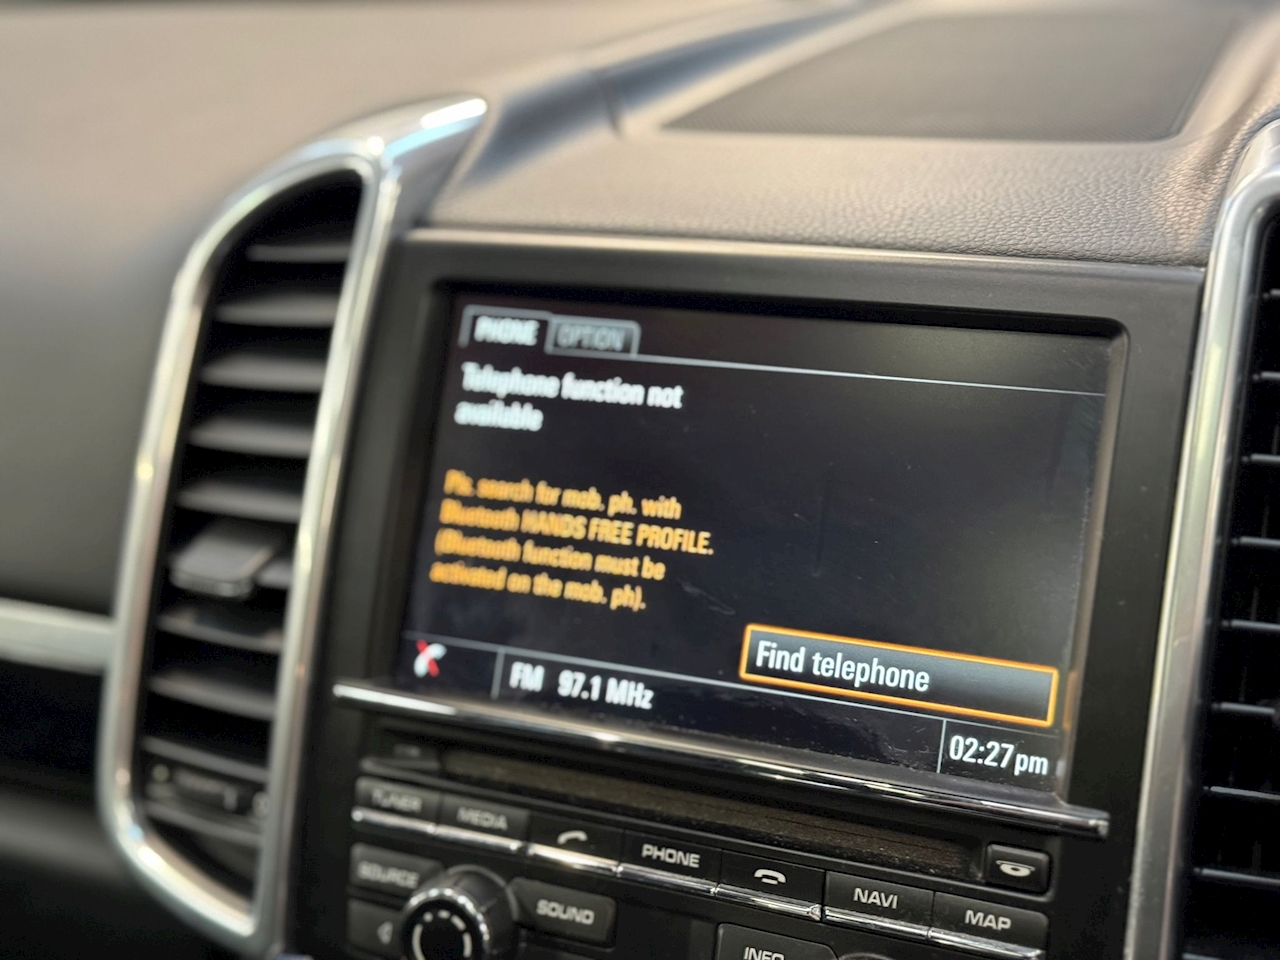 PHONE OPTION
Telephone function not
available
Pls. search for mob. ph. with
Bluetooth HANDS FREE PROFILE.
(Bluetooth function must be
activated on the mob. ph).
Find telephone
FM 97.1 MHz
02:27pm
TUNER MEDIA PHONE NAVI MAP
SOURCE SOUND INFO